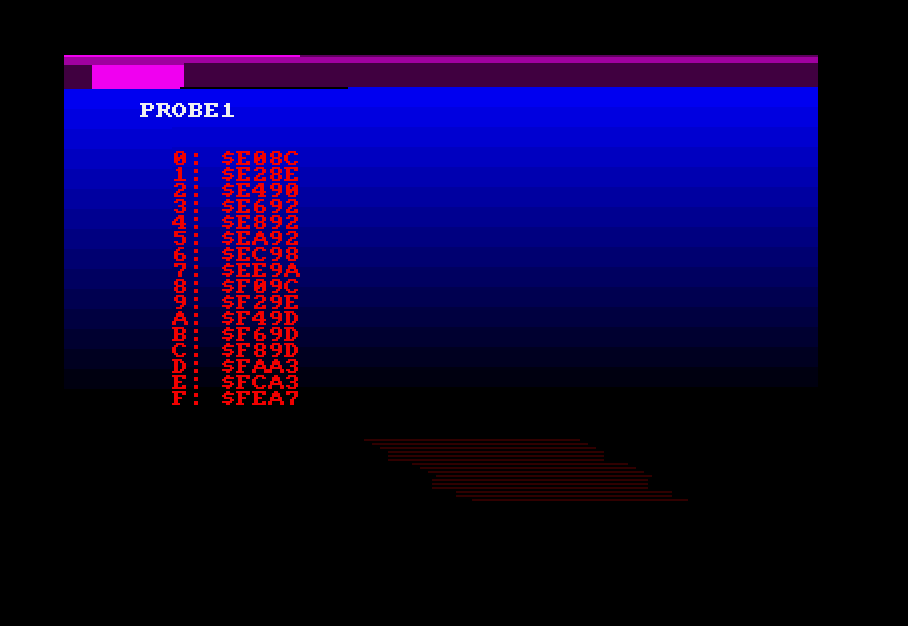 PROBE1
0: $E08C
1: $E28E
2: $E490
3: $E692
4: $E892
5: $EA92
6: $EC98
7: $EE9A
8: $F09C
9: $F29E
A: $F49D
B: $F69D
C: $F89D
D: $FAA3
E: $FCA3
F: $FEA7